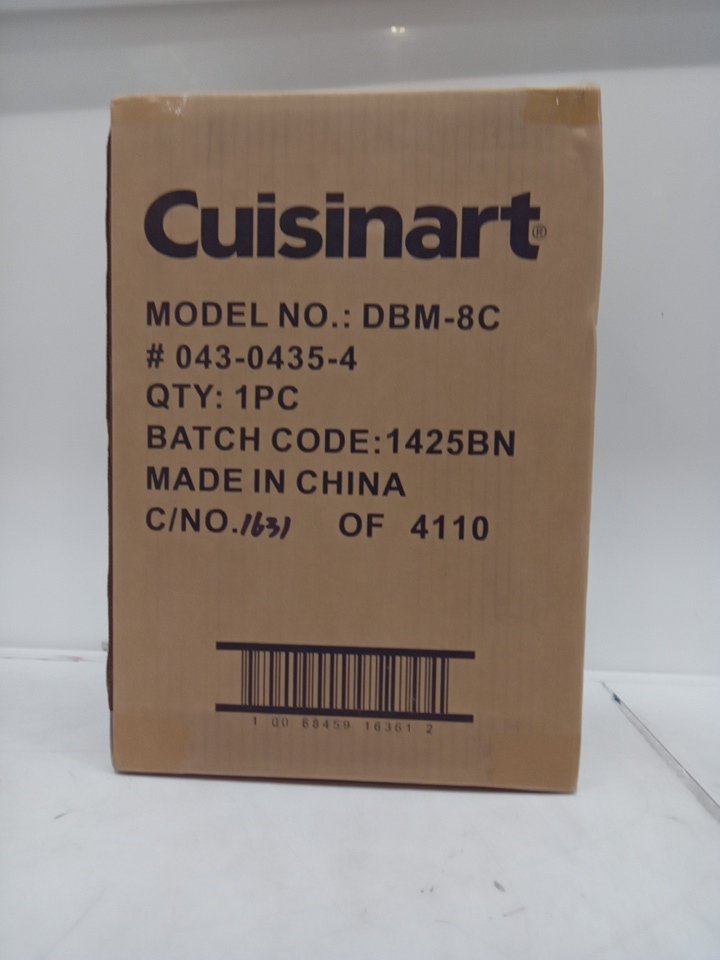 Cuisinart®
MODEL NO.: DBM-8C
# 043-0435-4
QTY: 1PC
BATCH CODE:1425BN
MADE IN CHINA
C/NO.1631 OF 4110
1 00 68459 16361 2